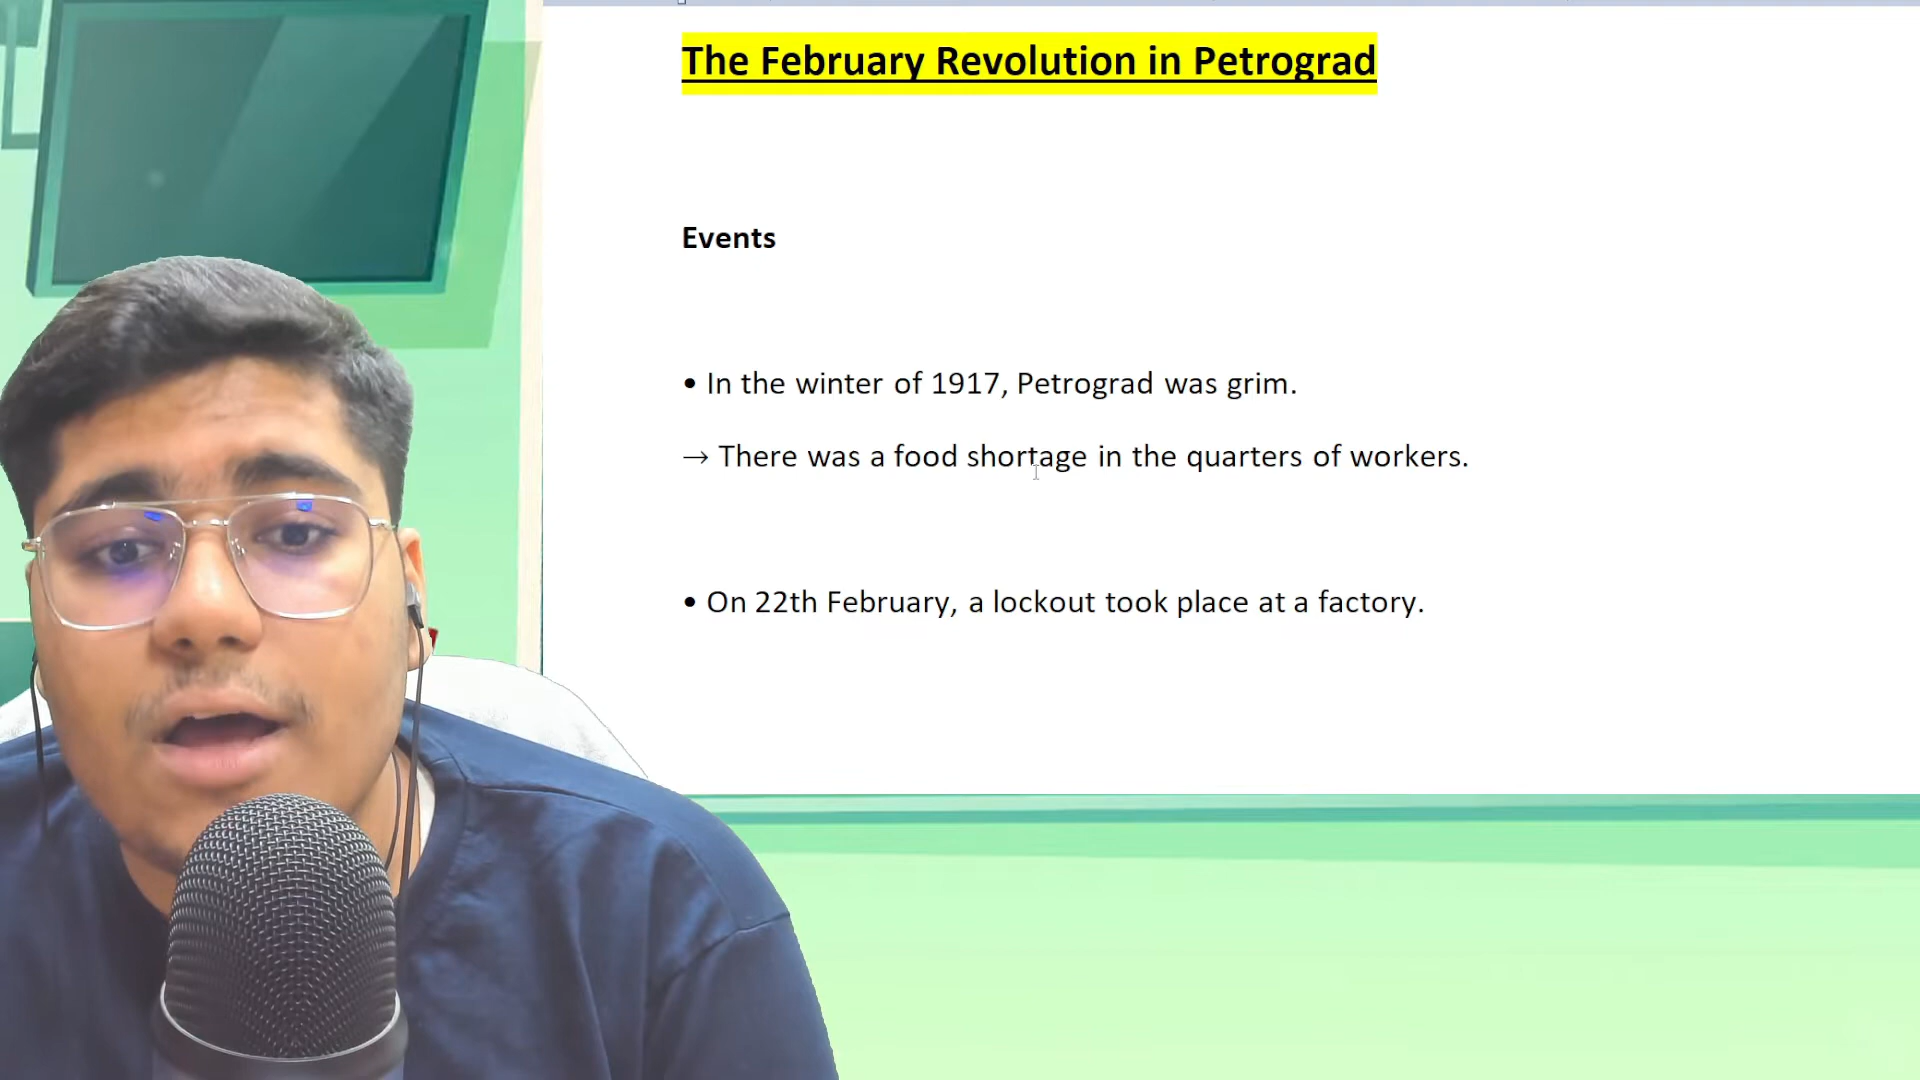 The February Revolution in Petrograd
Events
• In the winter of 1917, Petrograd was grim.
→ There was a food shortage in the quarters of workers.
• On 22th February, a lockout took place at a factory.